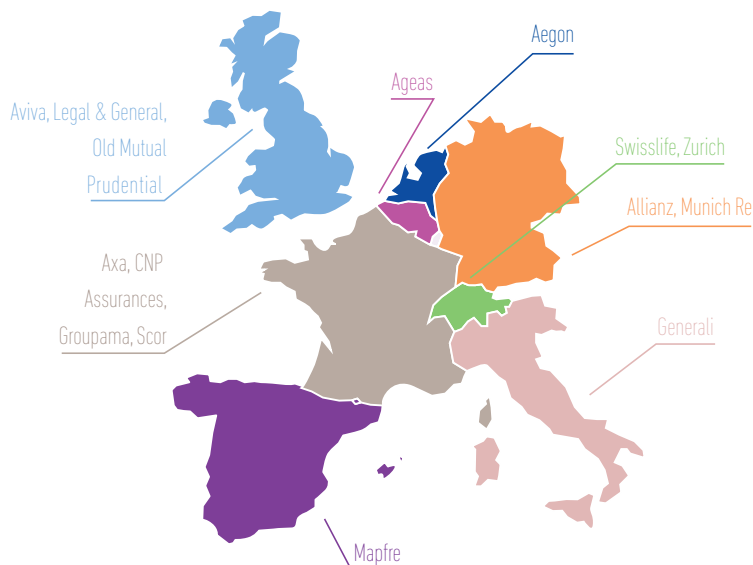 Aegon
Ageas
Aviva, Legal & General,
Old Mutual
Prudential
Swisslife, Zurich
Allianz, Munich Re
Axa, CNP
Assurances,
Groupama, Scor
Generali
Mapfre